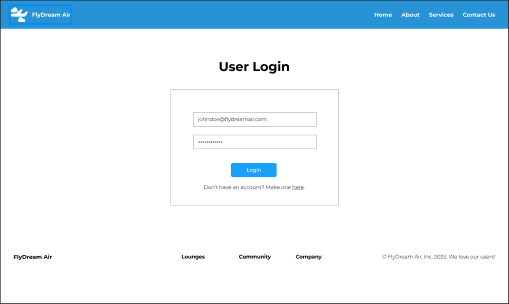 FlyDream Air
Home About Services Contact Us
User Login
johndoe@flydreamair.com
************
Login
Don't have an account? Make one here.
FlyDream Air Lounges Community Company © FlyDream Air, Inc. 2023. We love our users!